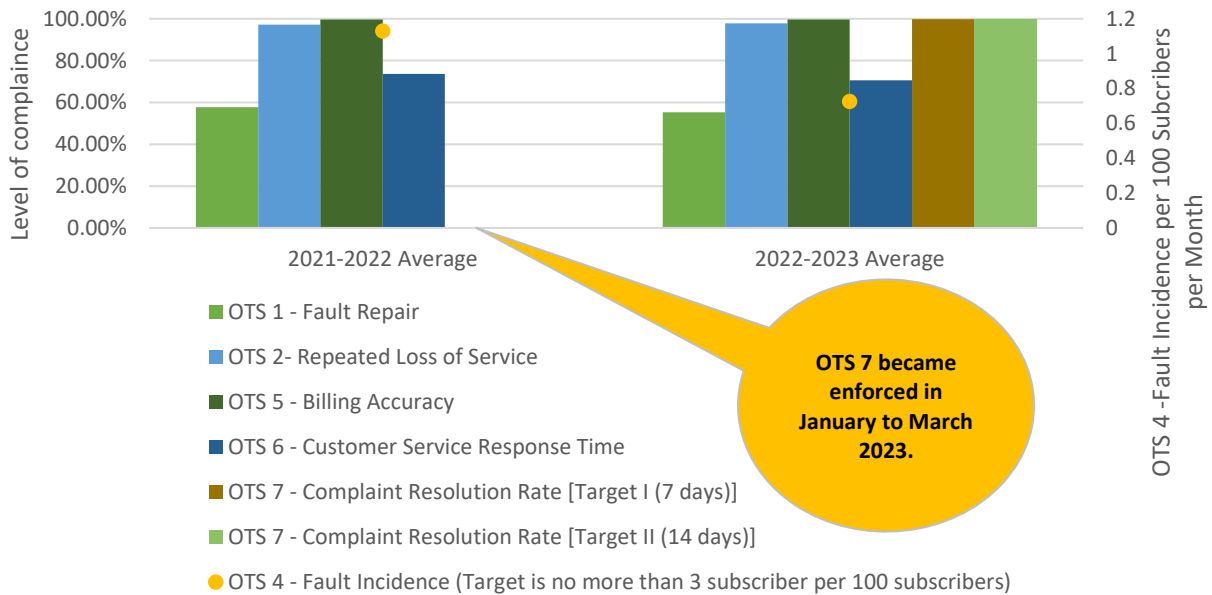 100.00%
80.00%
60.00%
40.00%
20.00%
0.00%
Level of complaince
1.2
1
0.8
0.6
0.4
0.2
0
OTS 4 -Fault Incidence per 100 Subcribers
per Month
2021-2022 Average
2022-2023 Average
OTS 1 - Fault Repair
OTS 2- Repeated Loss of Service
OTS 5 - Billing Accuracy
OTS 6 - Customer Service Response Time
OTS 7 - Complaint Resolution Rate [Target I (7 days)]
OTS 7 - Complaint Resolution Rate [Target II (14 days)]
OTS 4 - Fault Incidence (Target is no more than 3 subscriber per 100 subscribers)
OTS 7 became
enforced in
January to March
2023.